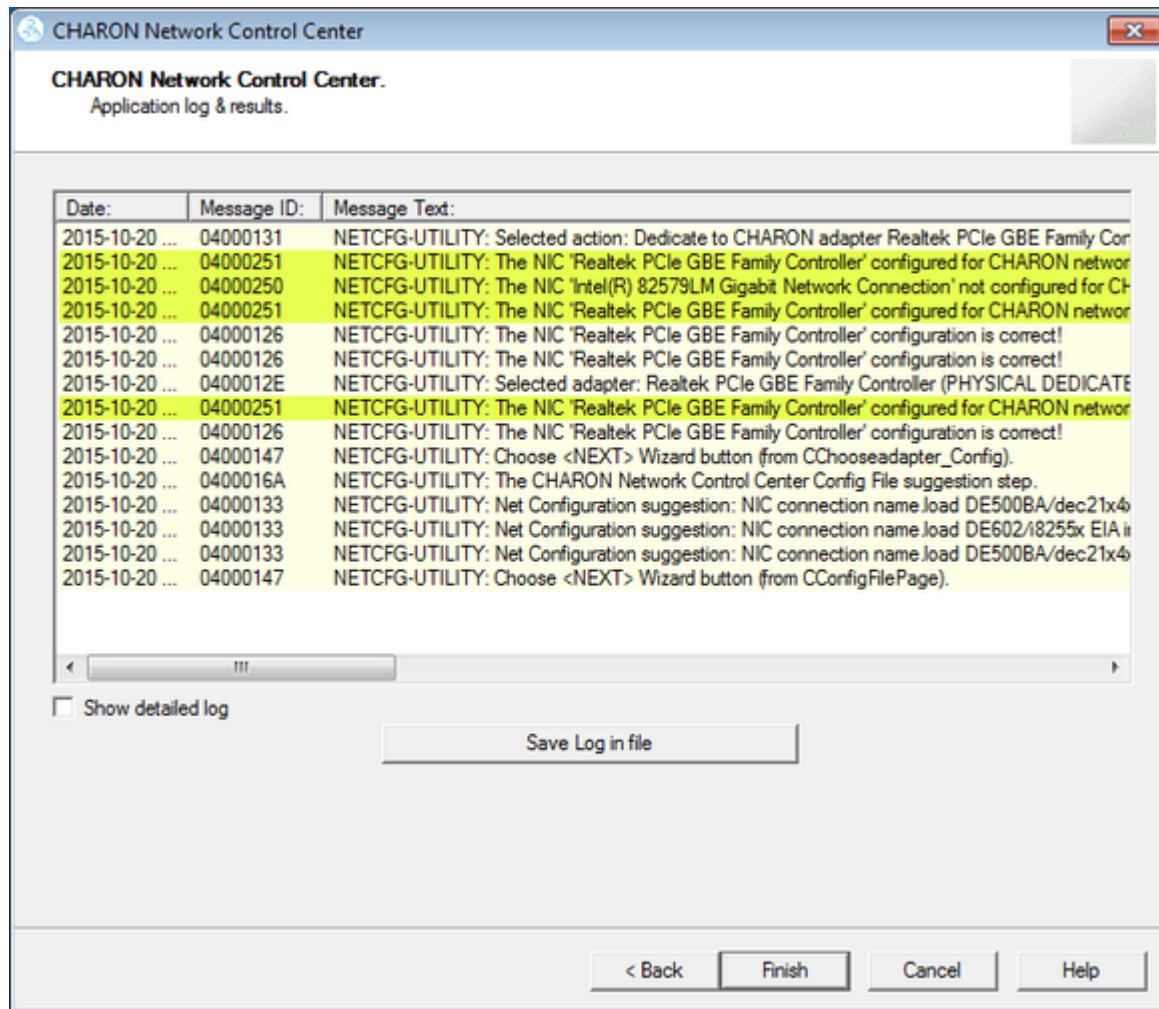 CHARON Network Control Center
CHARON Network Control Center.
Application log & results.
Date: Message ID: Message Text:
2015-10-20 ... 04000131 NETCFG-UTILITY: Selected action: Dedicate to CHARON adapter Realtek PCIe GBE Family Con
2015-10-20 ... 04000251 NETCFG-UTILITY: The NIC 'Realtek PCIe GBE Family Controller' configured for CHARON networ
2015-10-20 ... 04000250 NETCFG-UTILITY: The NIC 'Intel(R) 82579LM Gigabit Network Connection' not configured for CH
2015-10-20 ... 04000251 NETCFG-UTILITY: The NIC 'Realtek PCIe GBE Family Controller' configured for CHARON networ
2015-10-20 ... 04000126 NETCFG-UTILITY: The NIC 'Realtek PCIe GBE Family Controller' configuration is correct!
2015-10-20 ... 04000126 NETCFG-UTILITY: The NIC 'Realtek PCIe GBE Family Controller' configuration is correct!
2015-10-20 ... 0400012E NETCFG-UTILITY: Selected adapter: Realtek PCIe GBE Family Controller (PHYSICAL DEDICATE
2015-10-20 ... 04000251 NETCFG-UTILITY: The NIC 'Realtek PCIe GBE Family Controller' configured for CHARON networ
2015-10-20 ... 04000126 NETCFG-UTILITY: The NIC 'Realtek PCIe GBE Family Controller' configuration is correct!
2015-10-20 ... 04000147 NETCFG-UTILITY: Choose <NEXT> Wizard button (from CChooseadapter_Config).
2015-10-20 ... 0400016A NETCFG-UTILITY: The CHARON Network Control Center Config File suggestion step.
2015-10-20 ... 04000133 NETCFG-UTILITY: Net Configuration suggestion: NIC connection name.load DE500BA/dec21x4x
2015-10-20 ... 04000133 NETCFG-UTILITY: Net Configuration suggestion: NIC connection name.load DE602/i8255x EIA i
2015-10-20 ... 04000133 NETCFG-UTILITY: Net Configuration suggestion: NIC connection name.load DE500BA/dec21x4x
2015-10-20 ... 04000147 NETCFG-UTILITY: Choose <NEXT> Wizard button (from CConfigFilePage).
Show detailed log
Save Log in file
< Back Finish Cancel Help